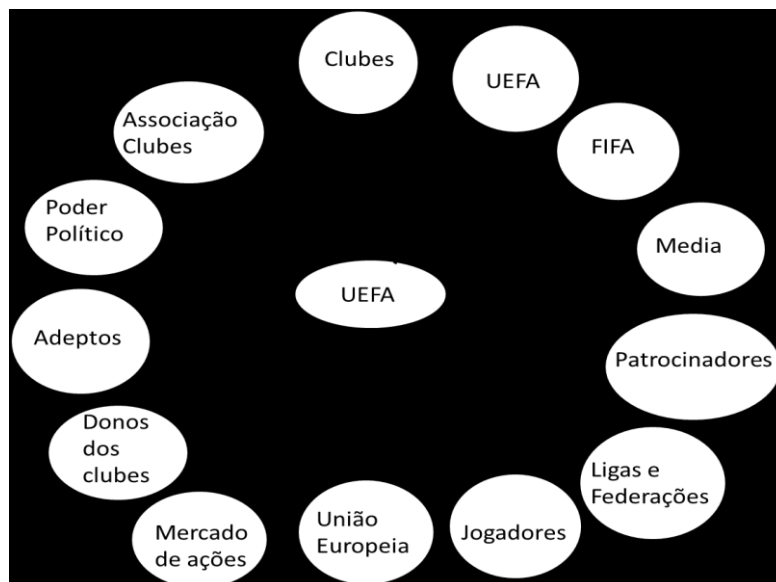 Clubes
UEFA
Associação
Clubes
FIFA
Poder
Político
Media
UEFA
Adeptos
Patrocinadores
Donos
dos
clubes
Ligas e
Federações
Mercado
de ações
União
Europeia
Jogadores